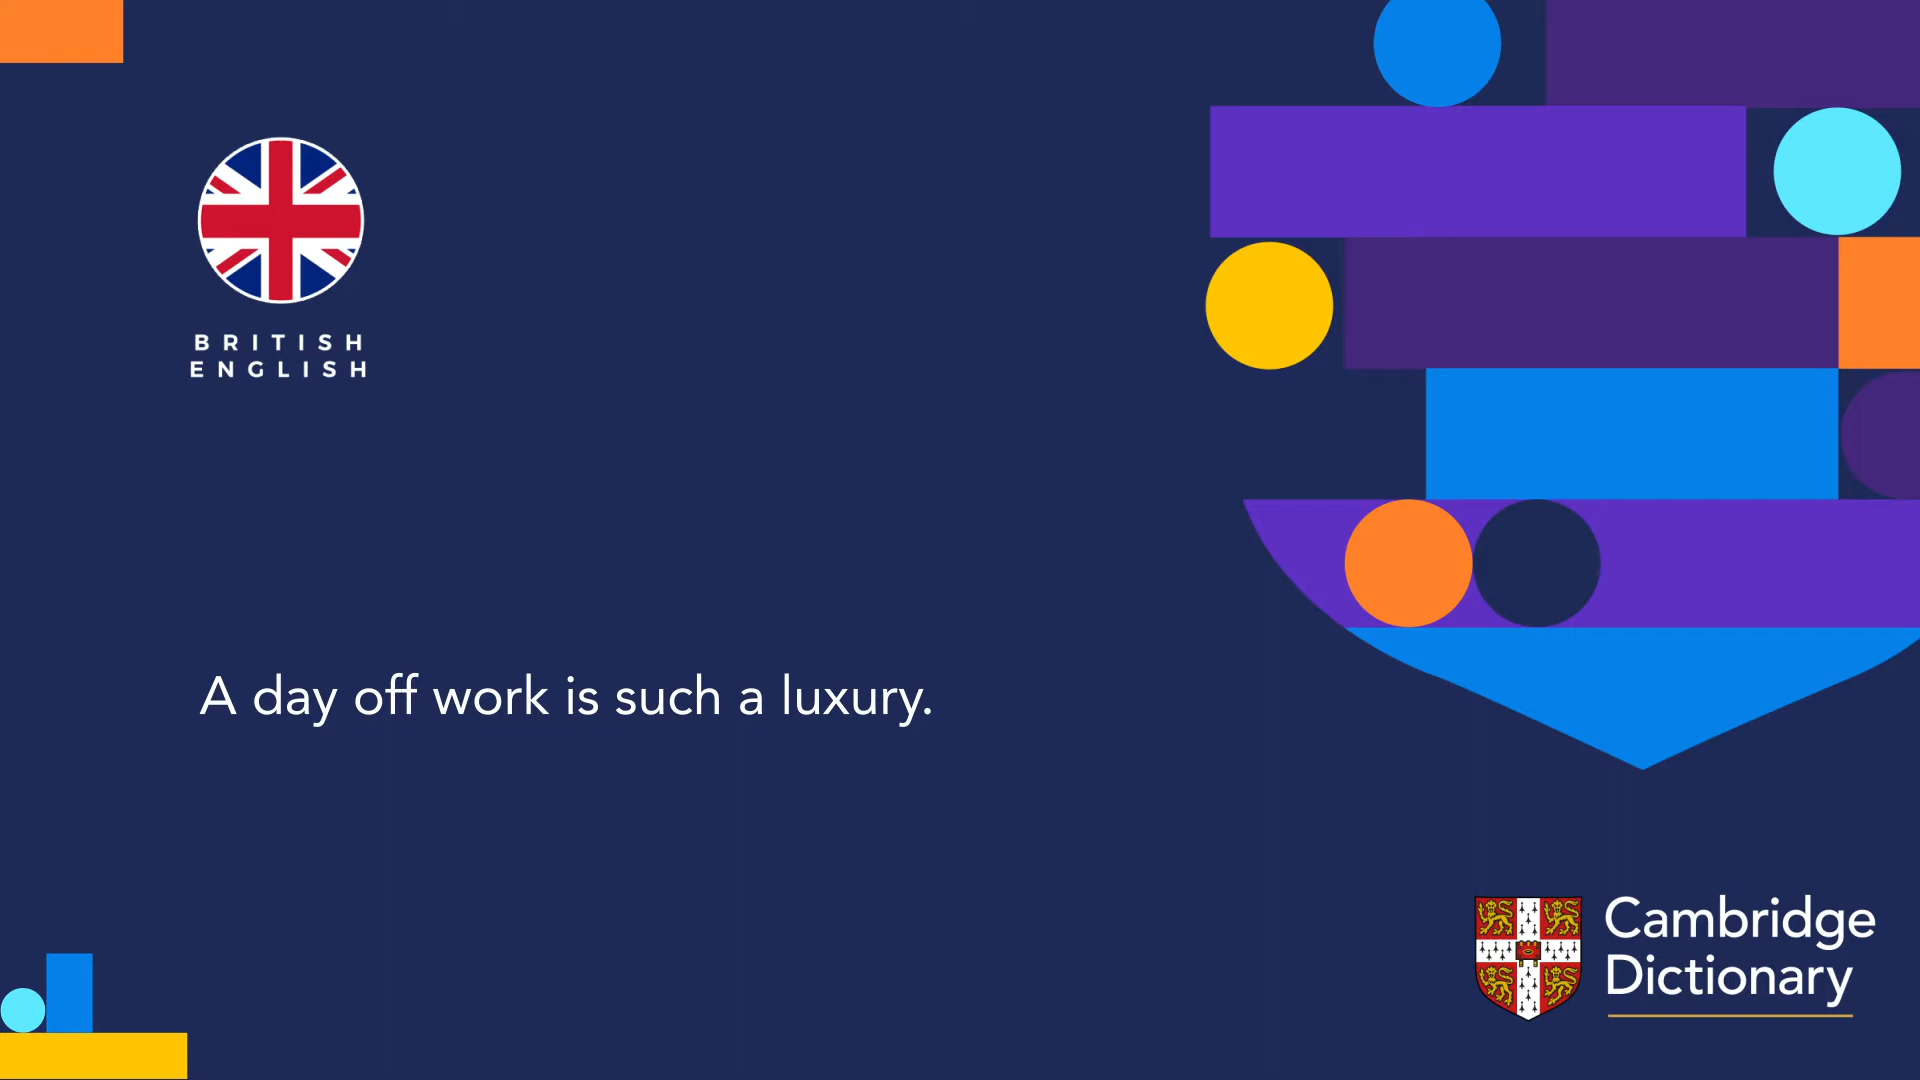 BRITISH
ENGLISH
A day off work is such a luxury.
Cambridge
Dictionary